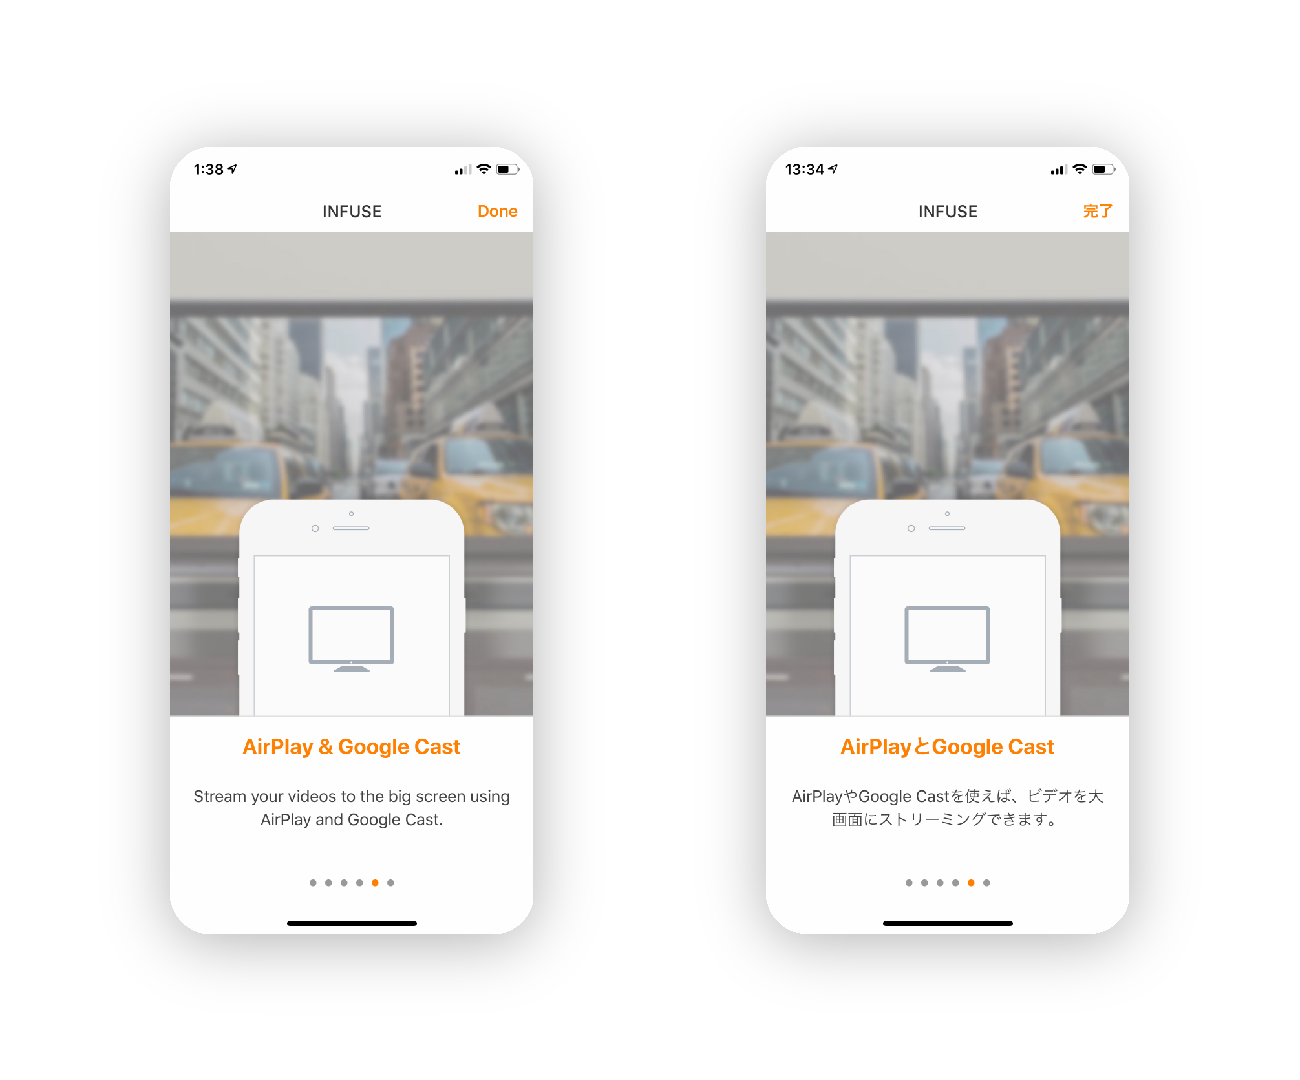 1:38
INFUSE
Done
AirPlay & Google Cast
Stream your videos to the big screen using
AirPlay and Google Cast.
13:34
INFUSE
完了
AirPlayとGoogle Cast
AirPlayやGoogle Castを使えば、ビデオを大
画面にストリーミングできます。